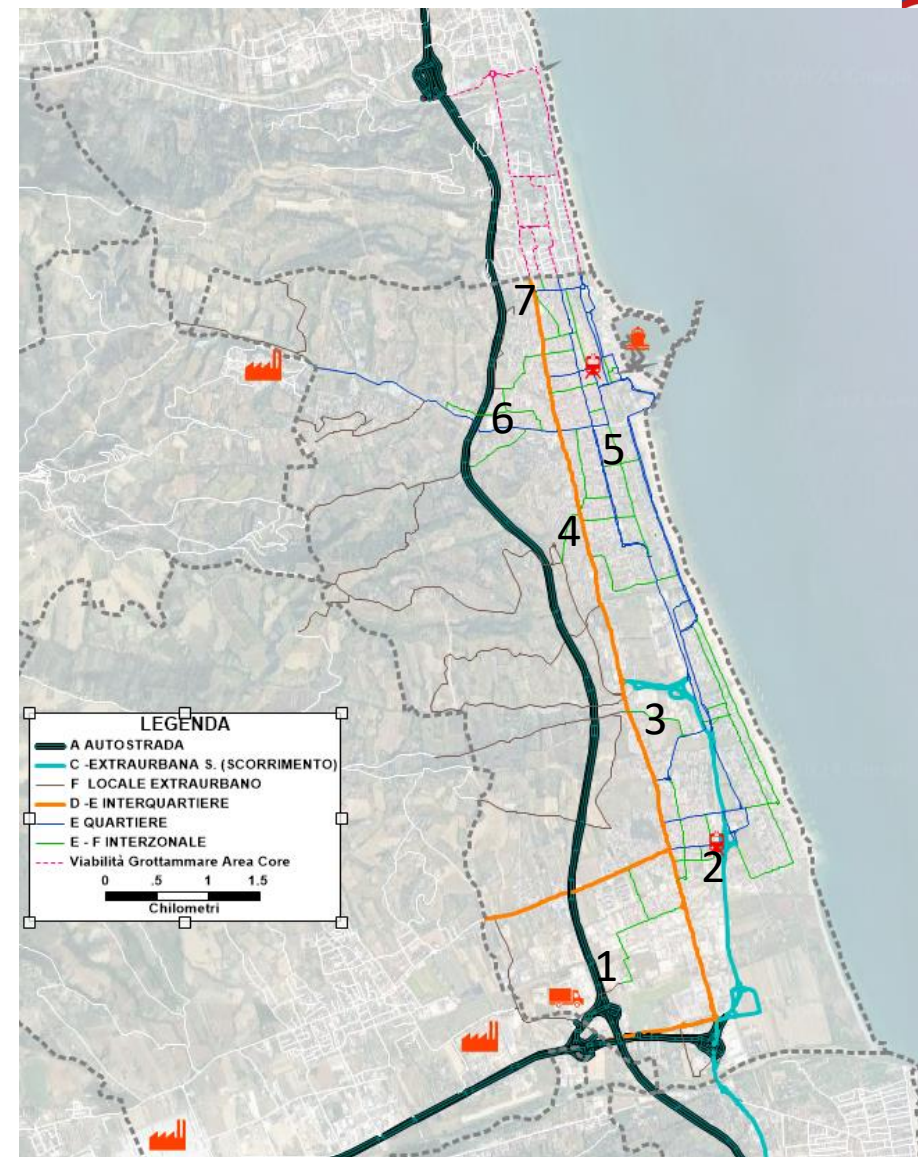 7
6
5
4
3
2
1
LEGENDA
A AUTOSTRADA
C -EXTRAURBANA S. (SCORRIMENTO)
F LOCALE EXTRAURBANO
D -E INTERQUARTIERE
E QUARTIERE
E - F INTERZONALE
Viabilità Grottammare Area Core
0 .5 1 1.5
Chilometri